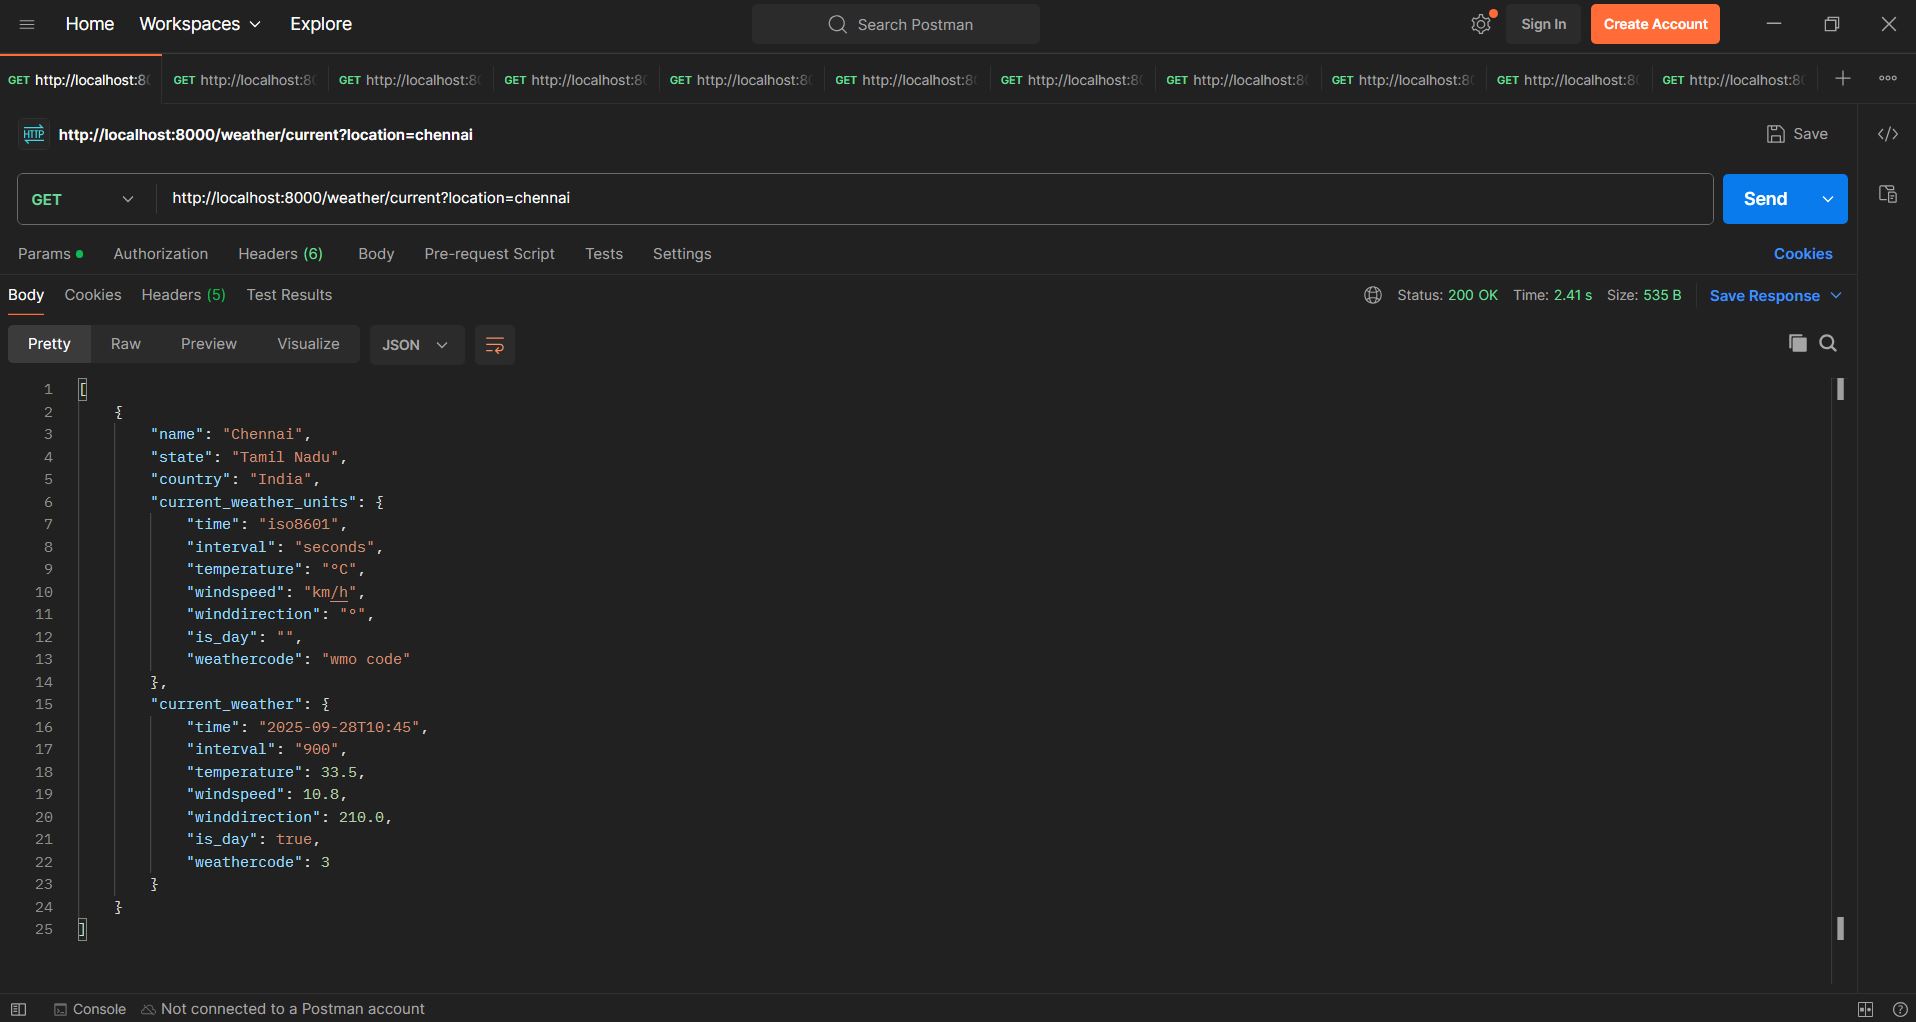 Home Workspaces Explore Search Postman Sign In Create Account
GET http://localhost:80 GET http://localhost:8 GET http://localhost:8 GET http://localhost:8 GET http://localhost:8 GET http://localhost:8 GET http://localhost:8 GET http://localhost:8 GET http://localhost:8 GET http://localhost:8 GET http://localhost:8
HTTP http://localhost:8000/weather/current?location=chennai Save
GET http://localhost:8000/weather/current?location=chennai Send
Params Authorization Headers (6) Body Pre-request Script Tests Settings Cookies
Body Cookies Headers (5) Test Results Status: 200 OK Time: 2.41 s Size: 535 B Save Response
Pretty Raw Preview Visualize JSON
1 [
2 {
3 "name": "Chennai",
4 "state": "Tamil Nadu",
5 "country": "India",
6 "current_weather_units": {
7 "time": "iso8601",
8 "interval": "seconds",
9 "temperature": "°C",
10 "windspeed": "km/h",
11 "winddirection": "°",
12 "is_day": "",
13 "weathercode": "wmo code"
14 },
15 "current_weather": {
16 "time": "2025-09-28T10:45",
17 "interval": "900",
18 "temperature": 33.5,
19 "windspeed": 10.8,
20 "winddirection": 210.0,
21 "is_day": true,
22 "weathercode": 3
23 }
24 }
25 ]
Console Not connected to a Postman account